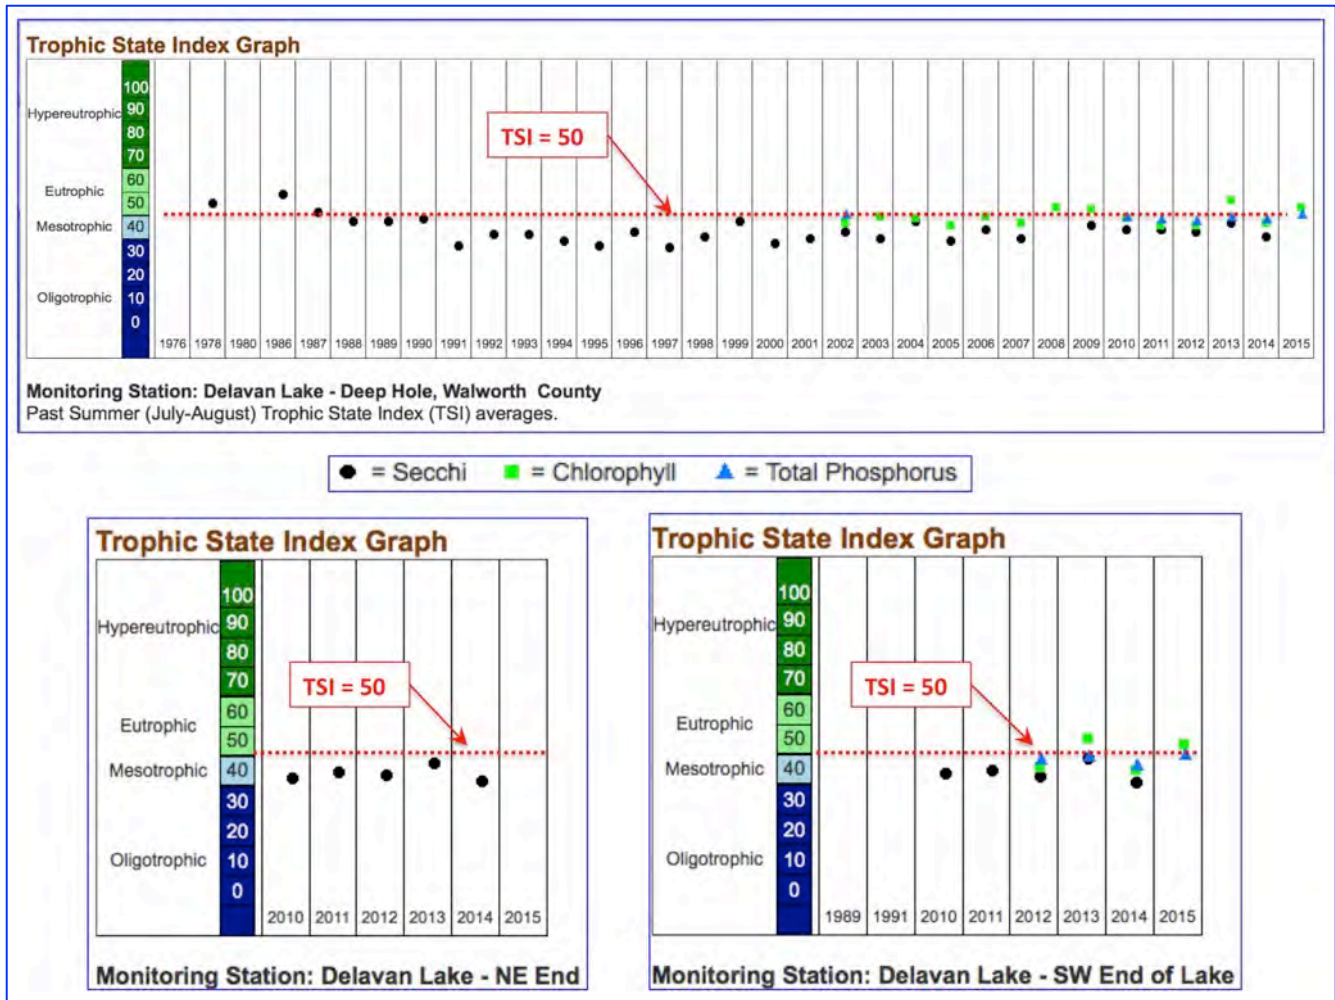 Trophic State Index Graph
100
Hypereutrophic 90
80
70
TSI = 50
60
Eutrophic
50
Mesotrophic 40
30
20
Oligotrophic 10
0
1976 1978 1980 1986 1987 1988 1989 1990 1991 1992 1993 1994 1995 1996 1997 1998 1999 2000 2001 2002 2003 2004 2005 2006 2007 2008 2009 2010 2011 2012 2013 2014 2015
Monitoring Station: Delavan Lake - Deep Hole, Walworth County
Past Summer (July-August) Trophic State Index (TSI) averages.
= Secchi = Chlorophyll = Total Phosphorus
Trophic State Index Graph
100
Hypereutrophic 90
80
70
TSI = 50
60
Eutrophic
50
Mesotrophic 40
30
20
Oligotrophic 10
0
2010 2011 2012 2013 2014 2015
Monitoring Station: Delavan Lake - NE End
Trophic State Index Graph
100
Hypereutrophic 90
80
70
TSI = 50
60
Eutrophic
50
Mesotrophic 40
30
20
Oligotrophic 10
0
1989 1991 2010 2011 2012 2013 2014 2015
Monitoring Station: Delavan Lake - SW End of Lake